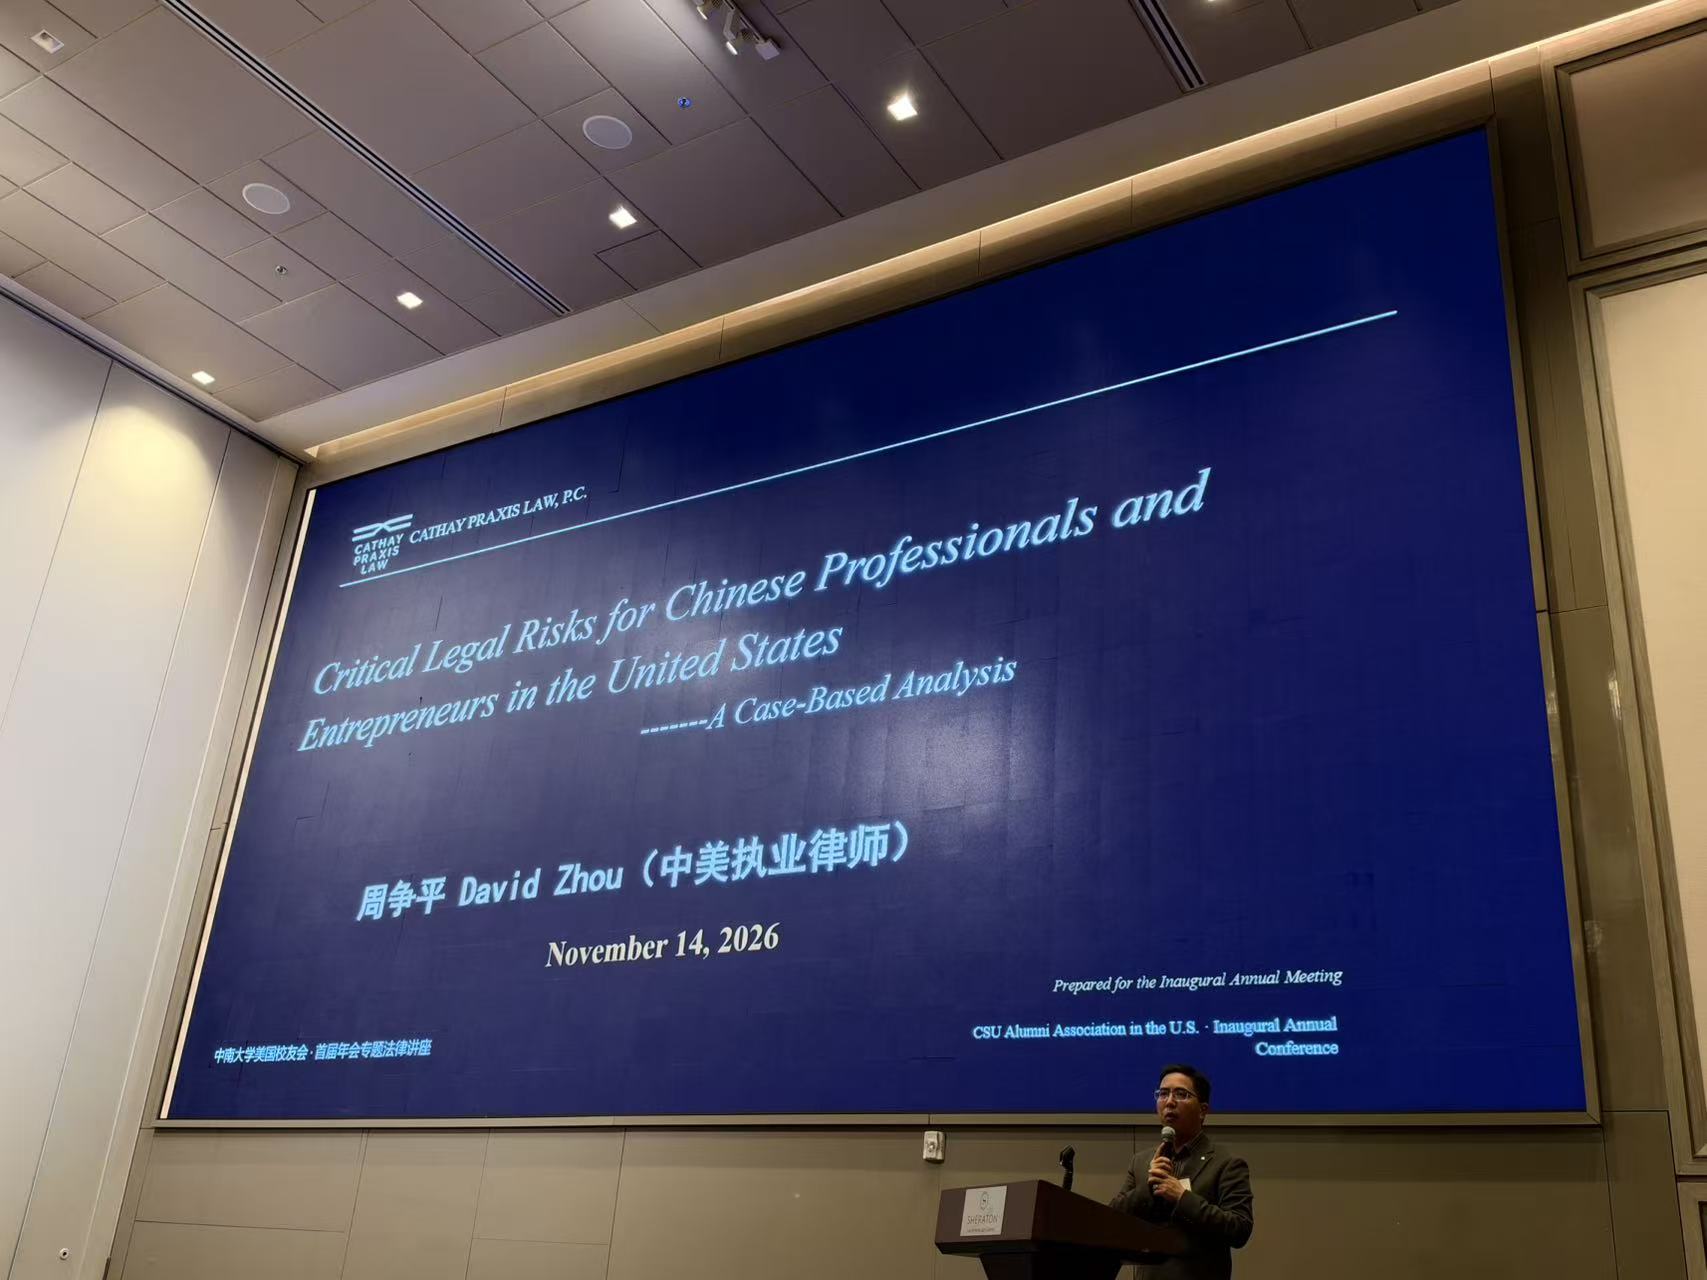 CATHAY
PRAXIS
LAW
CATHAY PRAXIS LAW, P.C.
Critical Legal Risks for Chinese Professionals and
Entrepreneurs in the United States
-------A Case-Based Analysis
周争平 David Zhou（中美执业律师）
November 14, 2026
Prepared for the Inaugural Annual Meeting
CSU Alumni Association in the U.S. · Inaugural Annual
Conference
中南大学美国校友会·首届年会专题法律讲座
SHERATON